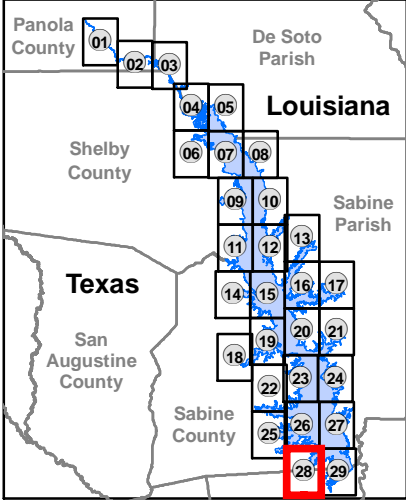 Panola
County
01
02
03
De Soto
Parish
04
05
Louisiana
06
07
08
Shelby
County
09
10
Sabine
Parish
11
12
13
Texas
14
15
16
17
San
Augustine
County
18
19
20
21
22
23
24
Sabine
County
25
26
27
28
29